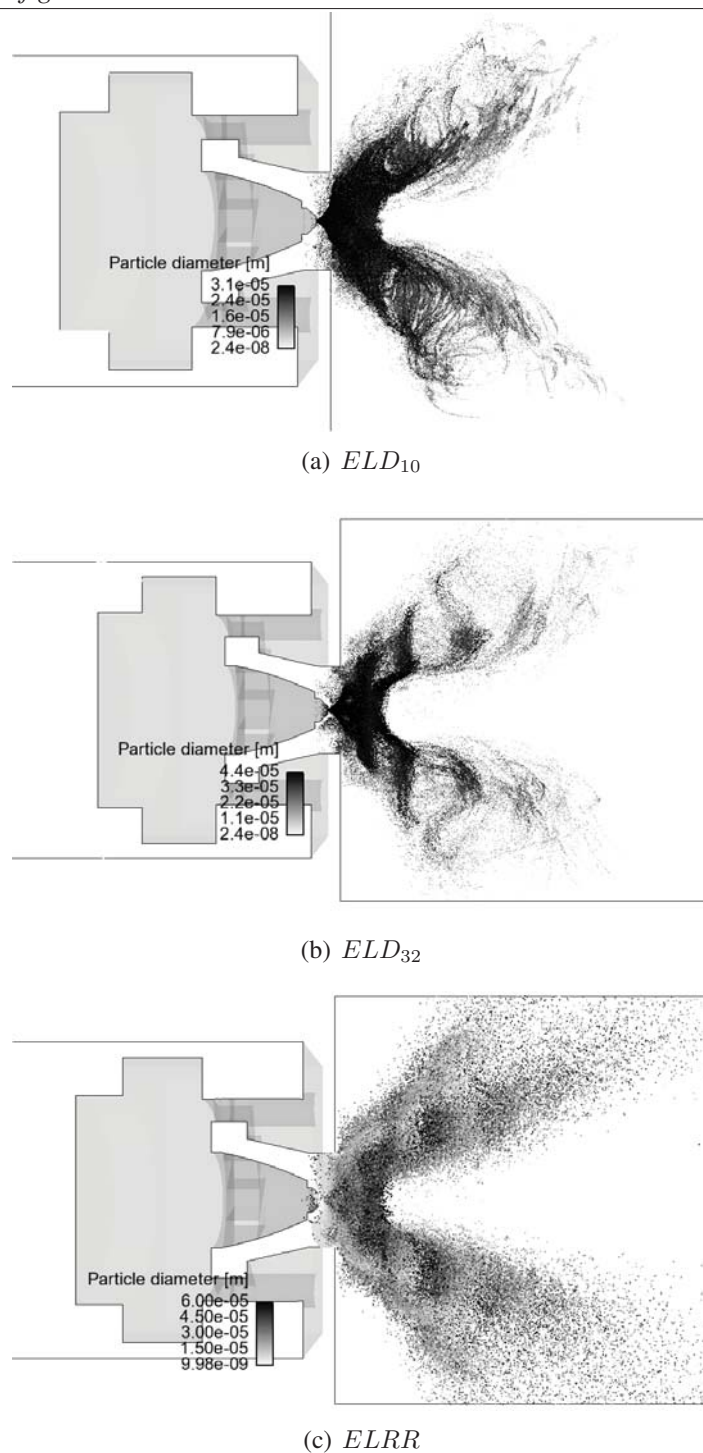 Particle diameter [m]
3.1e-05
2.4e-05
1.6e-05
7.9e-06
2.4e-08
(a) ELD10
Particle diameter [m]
4.4e-05
3.3e-05
2.2e-05
1.1e-05
2.4e-08
(b) ELD32
Particle diameter [m]
6.00e-05
4.50e-05
3.00e-05
1.50e-05
9.98e-09
(c) ELRR